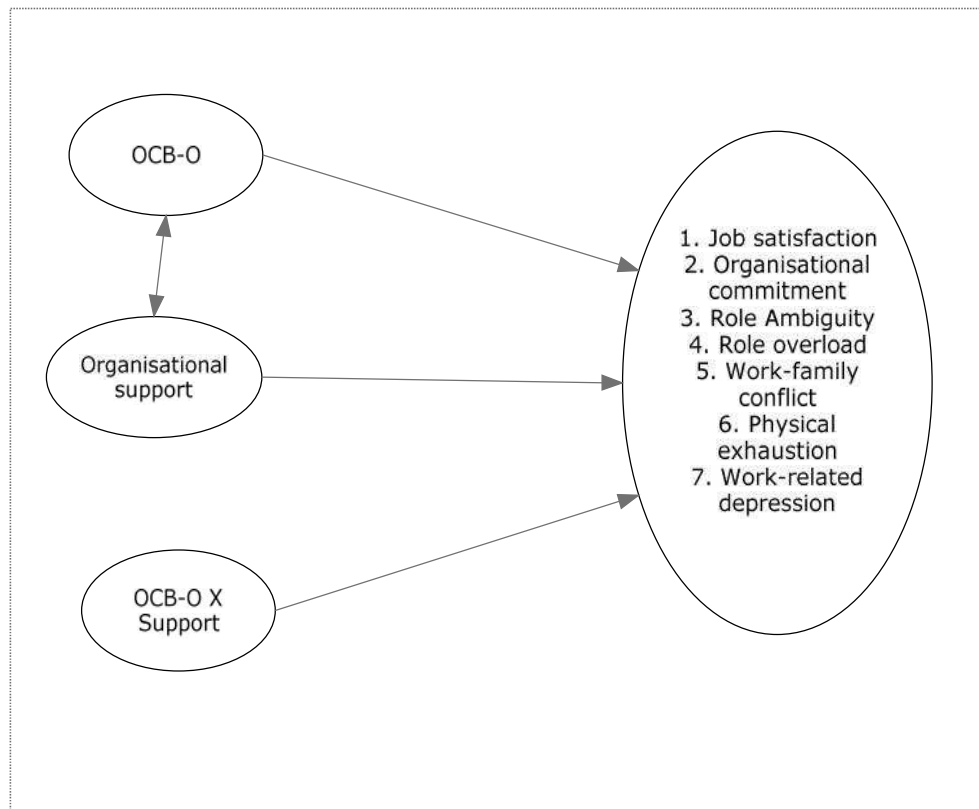 OCB-O
Organisational
support
OCB-O X
Support
1. Job satisfaction
2. Organisational
commitment
3. Role Ambiguity
4. Role overload
5. Work-family
conflict
6. Physical
exhaustion
7. Work-related
depression